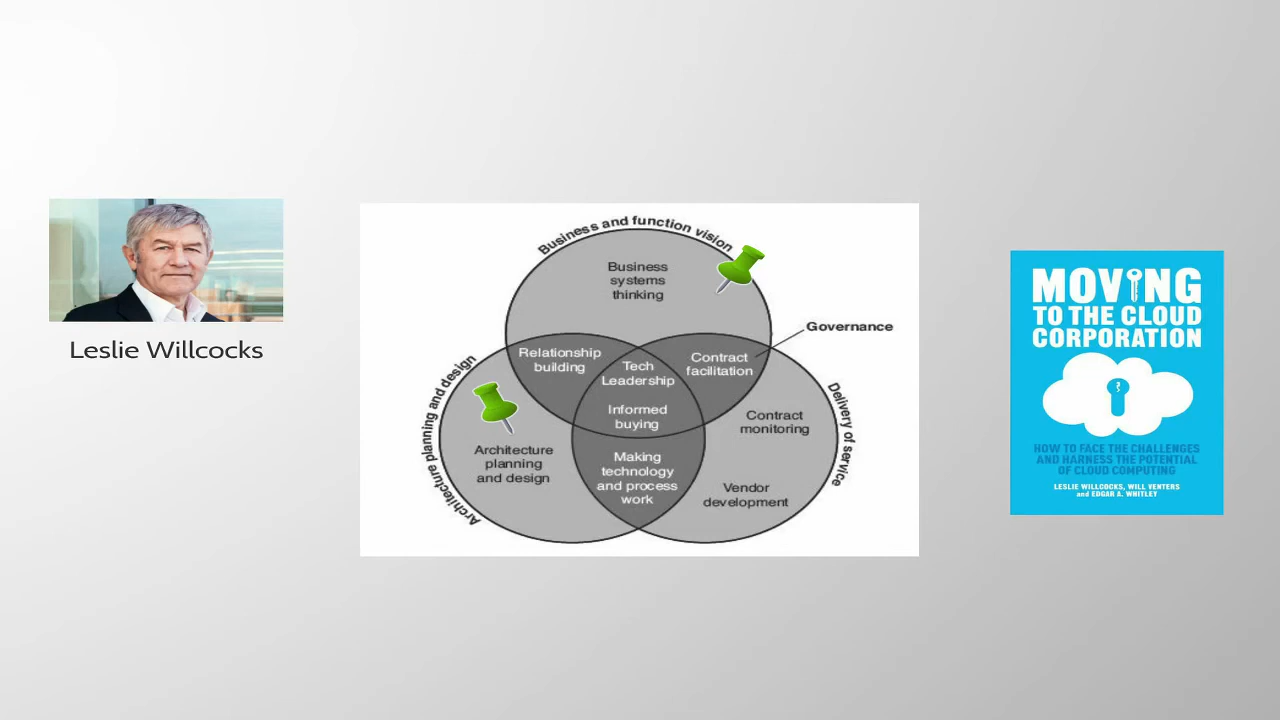 Leslie Willcocks
Business and function vision
Business
systems
thinking
Governance
Relationship
building
Tech
Leadership
Contract
facilitation
Informed
buying
Architecture planning and design
Architecture
planning
and design
Contract
monitoring
Delivery of service
Making
technology
and process
work
Vendor
development
MOVING
TO THE CLOUD
CORPORATION
HOW TO FACE THE CHALLENGES
AND HARNESS THE POTENTIAL
OF CLOUD COMPUTING
LESLIE WILLCOCKS, WILL VENTERS
and EDGAR A. WHITLEY